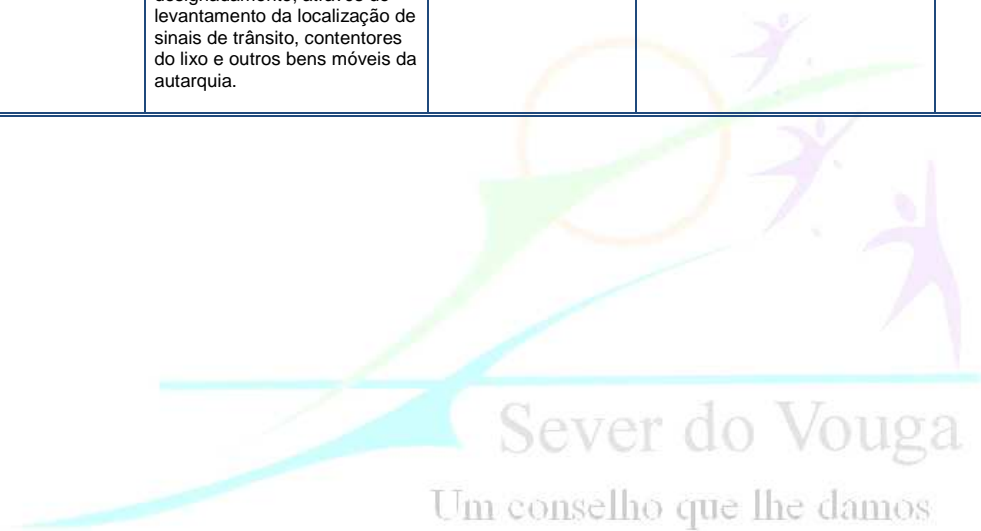 levantamento da localização de
sinais de trânsito, contentores
do lixo e outros bens móveis da
autarquia.
Sever do Vouga
Um conselho que lhe damos